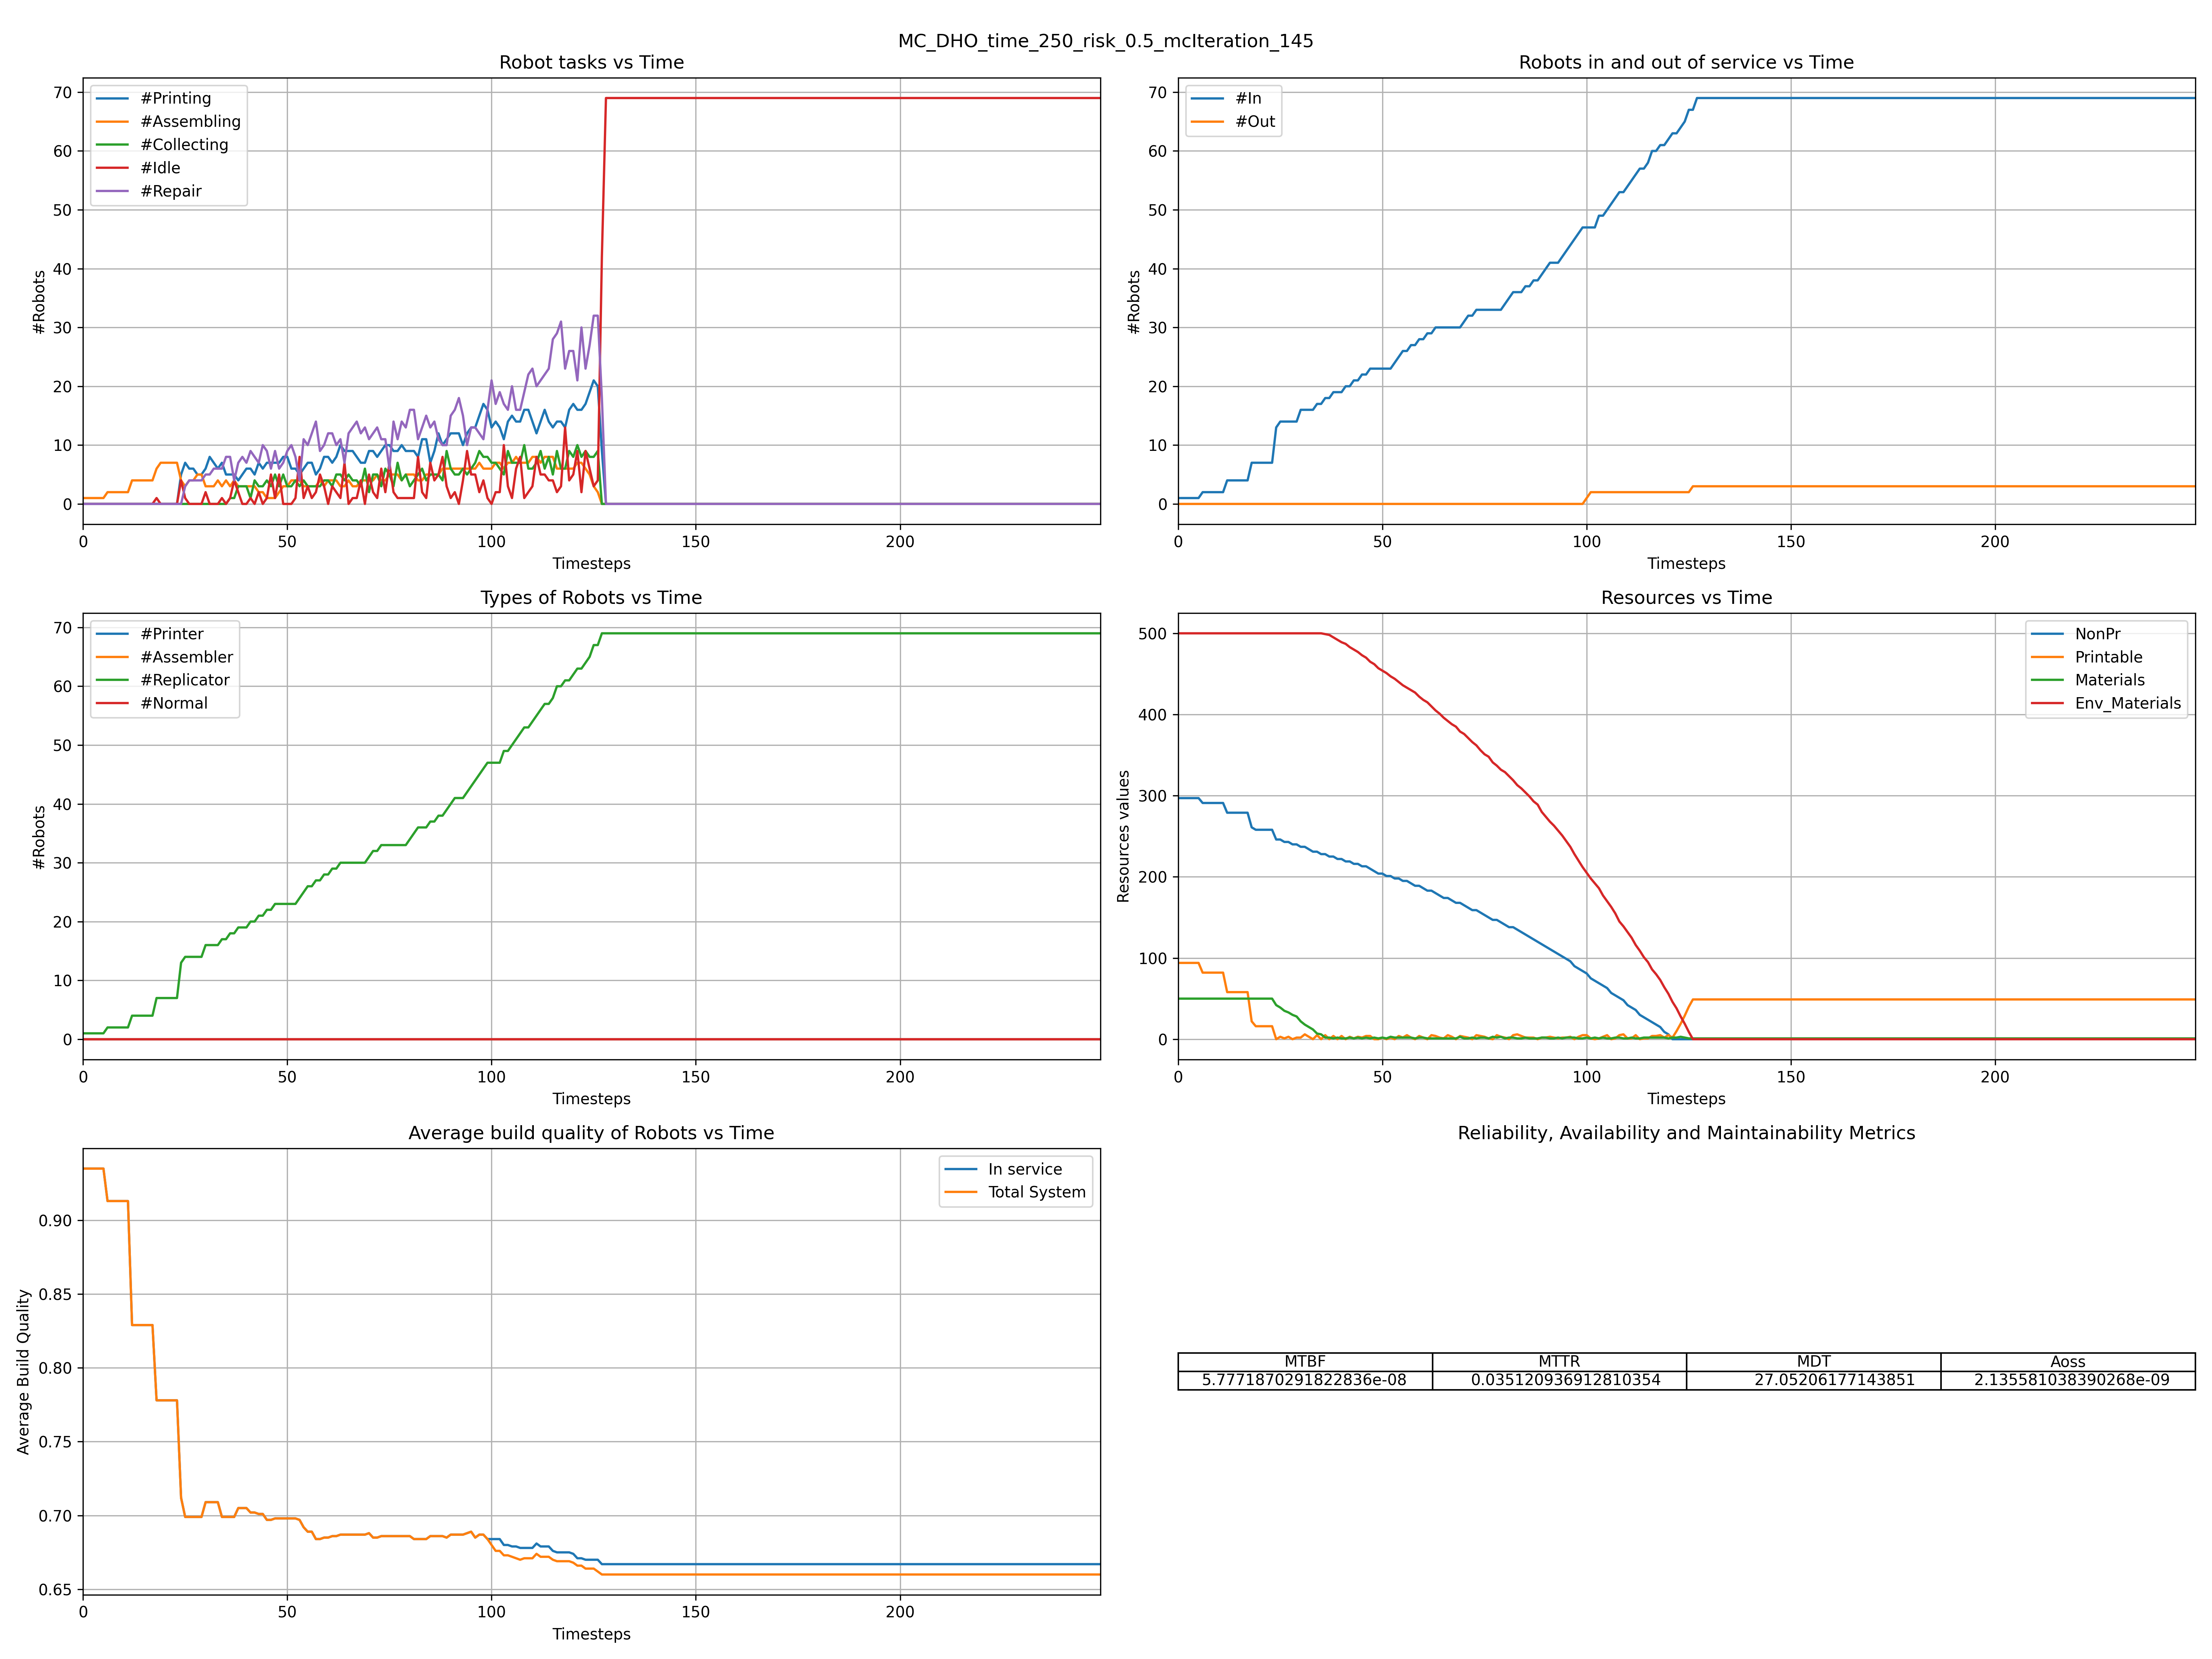 MC_DHO_time_250_risk_0.5_mcIteration_145
Robot tasks vs Time
#Robots
70
60
50
40
30
20
10
0
#Printing
#Assembling
#Collecting
#Idle
#Repair
0 50 100 150 200
Timesteps
Robots in and out of service vs Time
#Robots
70
60
50
40
30
20
10
0
#In
#Out
0 50 100 150 200
Timesteps
Types of Robots vs Time
#Robots
70
60
50
40
30
20
10
0
#Printer
#Assembler
#Replicator
#Normal
0 50 100 150 200
Timesteps
Resources vs Time
Resources values
500
400
300
200
100
0
NonPr
Printable
Materials
Env_Materials
0 50 100 150 200
Timesteps
Average build quality of Robots vs Time
Average Build Quality
0.90
0.85
0.80
0.75
0.70
0.65
In service
Total System
0 50 100 150 200
Timesteps
Reliability, Availability and Maintainability Metrics
MTBF MTTR MDT Aoss
5.7771870291822836e-08 0.035120936912810354 27.05206177143851 2.135581038390268e-09